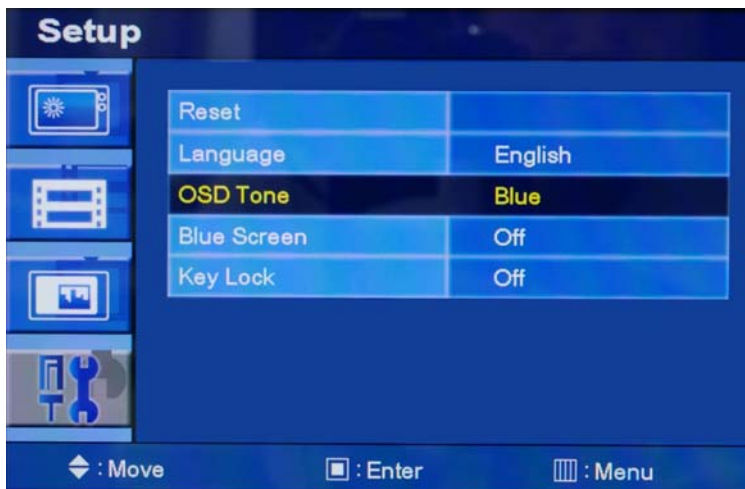 Setup
Reset
Language English
OSD Tone Blue
Blue Screen Off
Key Lock Off
: Move : Enter : Menu